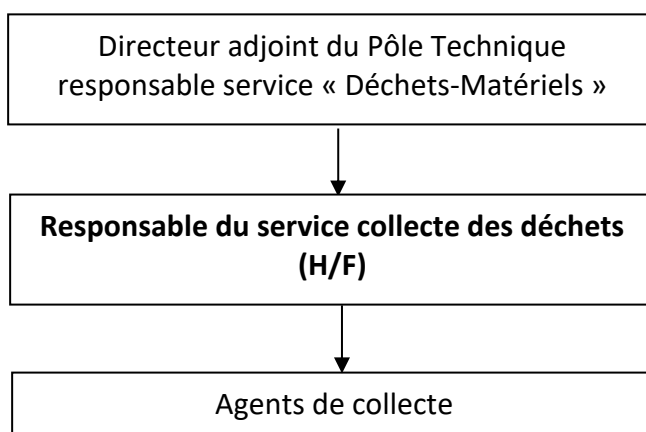 Directeur adjoint du Pôle Technique
responsable service « Déchets-Matériels »
Responsable du service collecte des déchets
(H/F)
Agents de collecte